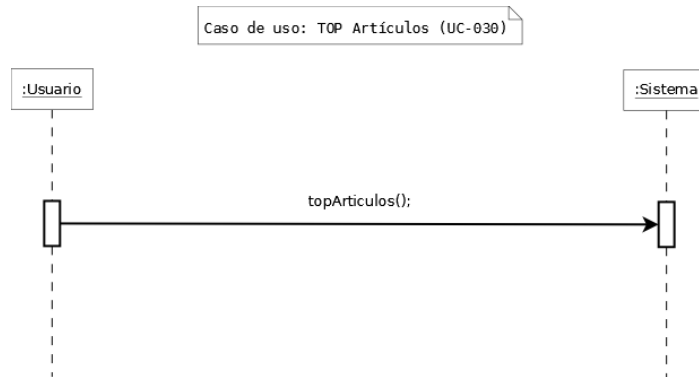 Caso de uso: TOP Artículos (UC-030)
:Usuario
:Sistema
topArticulos();